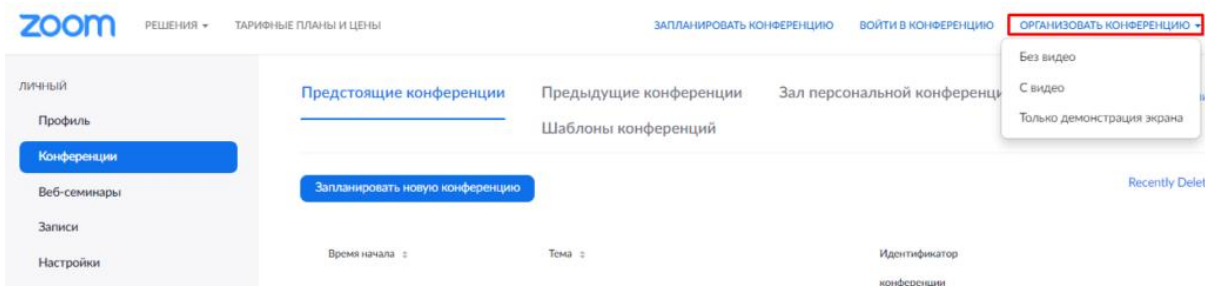 zoom РЕШЕНИЯ ТАРИФНЫЕ ПЛАНЫ И ЦЕНЫ ЗАПЛАНИРОВАТЬ КОНФЕРЕНЦИЮ ВОЙТИ В КОНФЕРЕНЦИЮ ОРГАНИЗОВАТЬ КОНФЕРЕНЦИЮ
Без видео
С видео
Только демонстрация экрана
ЛИЧНЫЙ
Профиль
Конференции
Веб-семинары
Записи
Настройки
Предстоящие конференции Предыдущие конференции Зал персональной конференц
Шаблоны конференций
Запланировать новую конференцию Recently Delet
Время начала Тема Идентификатор
конференции